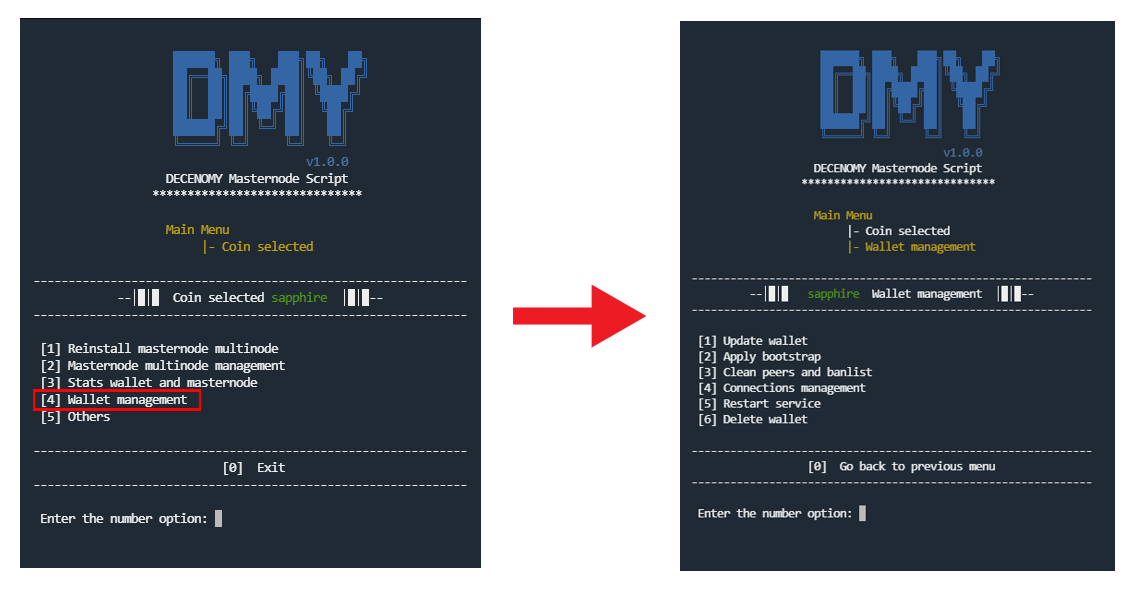 DMY
v1.0.0
DECENOMY Masternode Script
******************************
Main Menu
|- Coin selected
--|█|█ Coin selected sapphire |█|█--
[1] Reinstall masternode multinode
[2] Masternode multinode management
[3] Stats wallet and masternode
[4] Wallet management
[5] Others
[0] Exit
Enter the number option:
DMY
v1.0.0
DECENOMY Masternode Script
******************************
Main Menu
|- Coin selected
|- Wallet management
--|█|█ sapphire Wallet management |█|█--
[1] Update wallet
[2] Apply bootstrap
[3] Clean peers and banlist
[4] Connections management
[5] Restart service
[6] Delete wallet
[0] Go back to previous menu
Enter the number option: